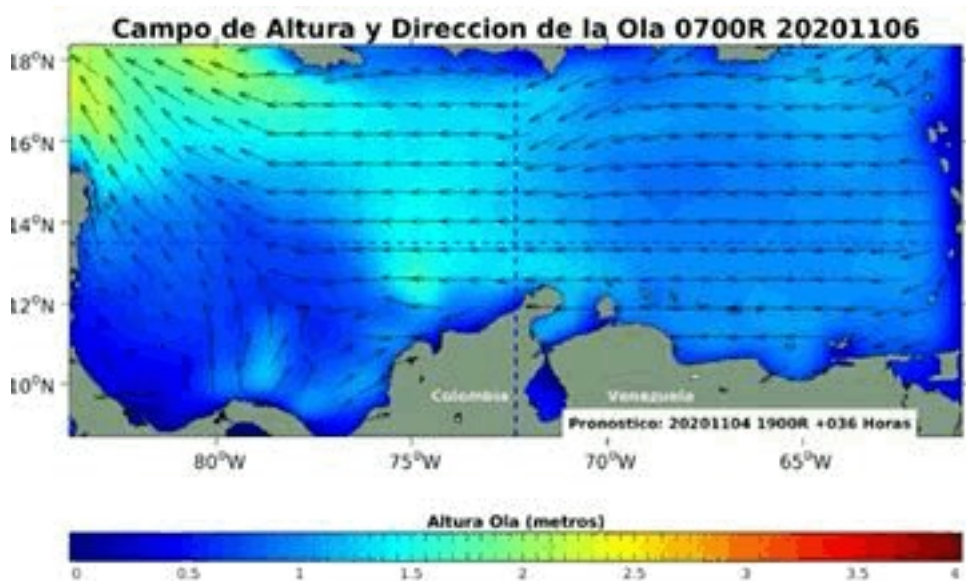 Campo de Altura y Direccion de la Ola 0700R 20201106
18°N
16°N
14°N
12°N
10°N
Colombia
Venezuela
Pronostico: 20201104 1900R +036 Horas
80°W 75°W 70°W 65°W
Altura Ola (metros)
0 0.5 1 1.5 2 2.5 3 3.5 4